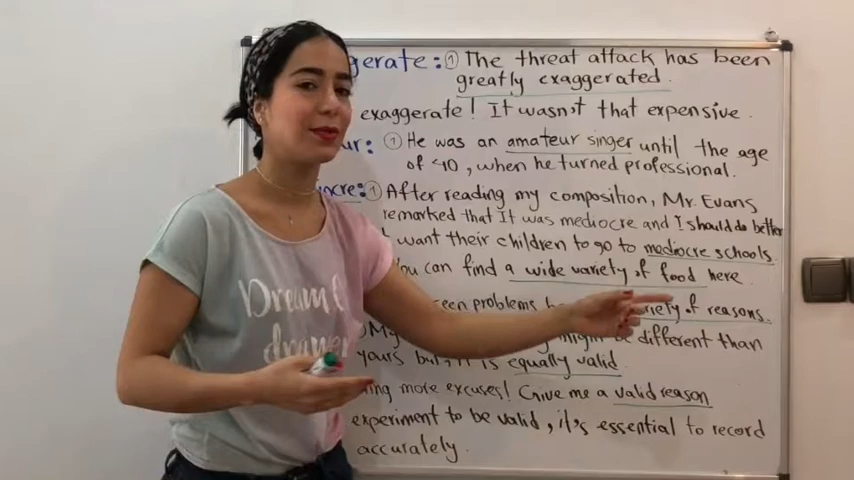 gerate: ① The threat attack has been
greatly exaggerated.
exaggerate! It wasn't that expensive.
ur: ① He was an amateur singer until the age
of 40, when he turned professional.
ocre: ① After reading my composition, Mr. Evans
remarked that It was mediocre and I should do better
want their children to go to mediocre schools.
You can find a wide variety of food here
een problems
riety of reasons.
My
might be different than
yours but, it is equally valid.
ing more excuses! Give me a valid reason
experiment to be valid, it's essential to record
accurately.
Dream
drama